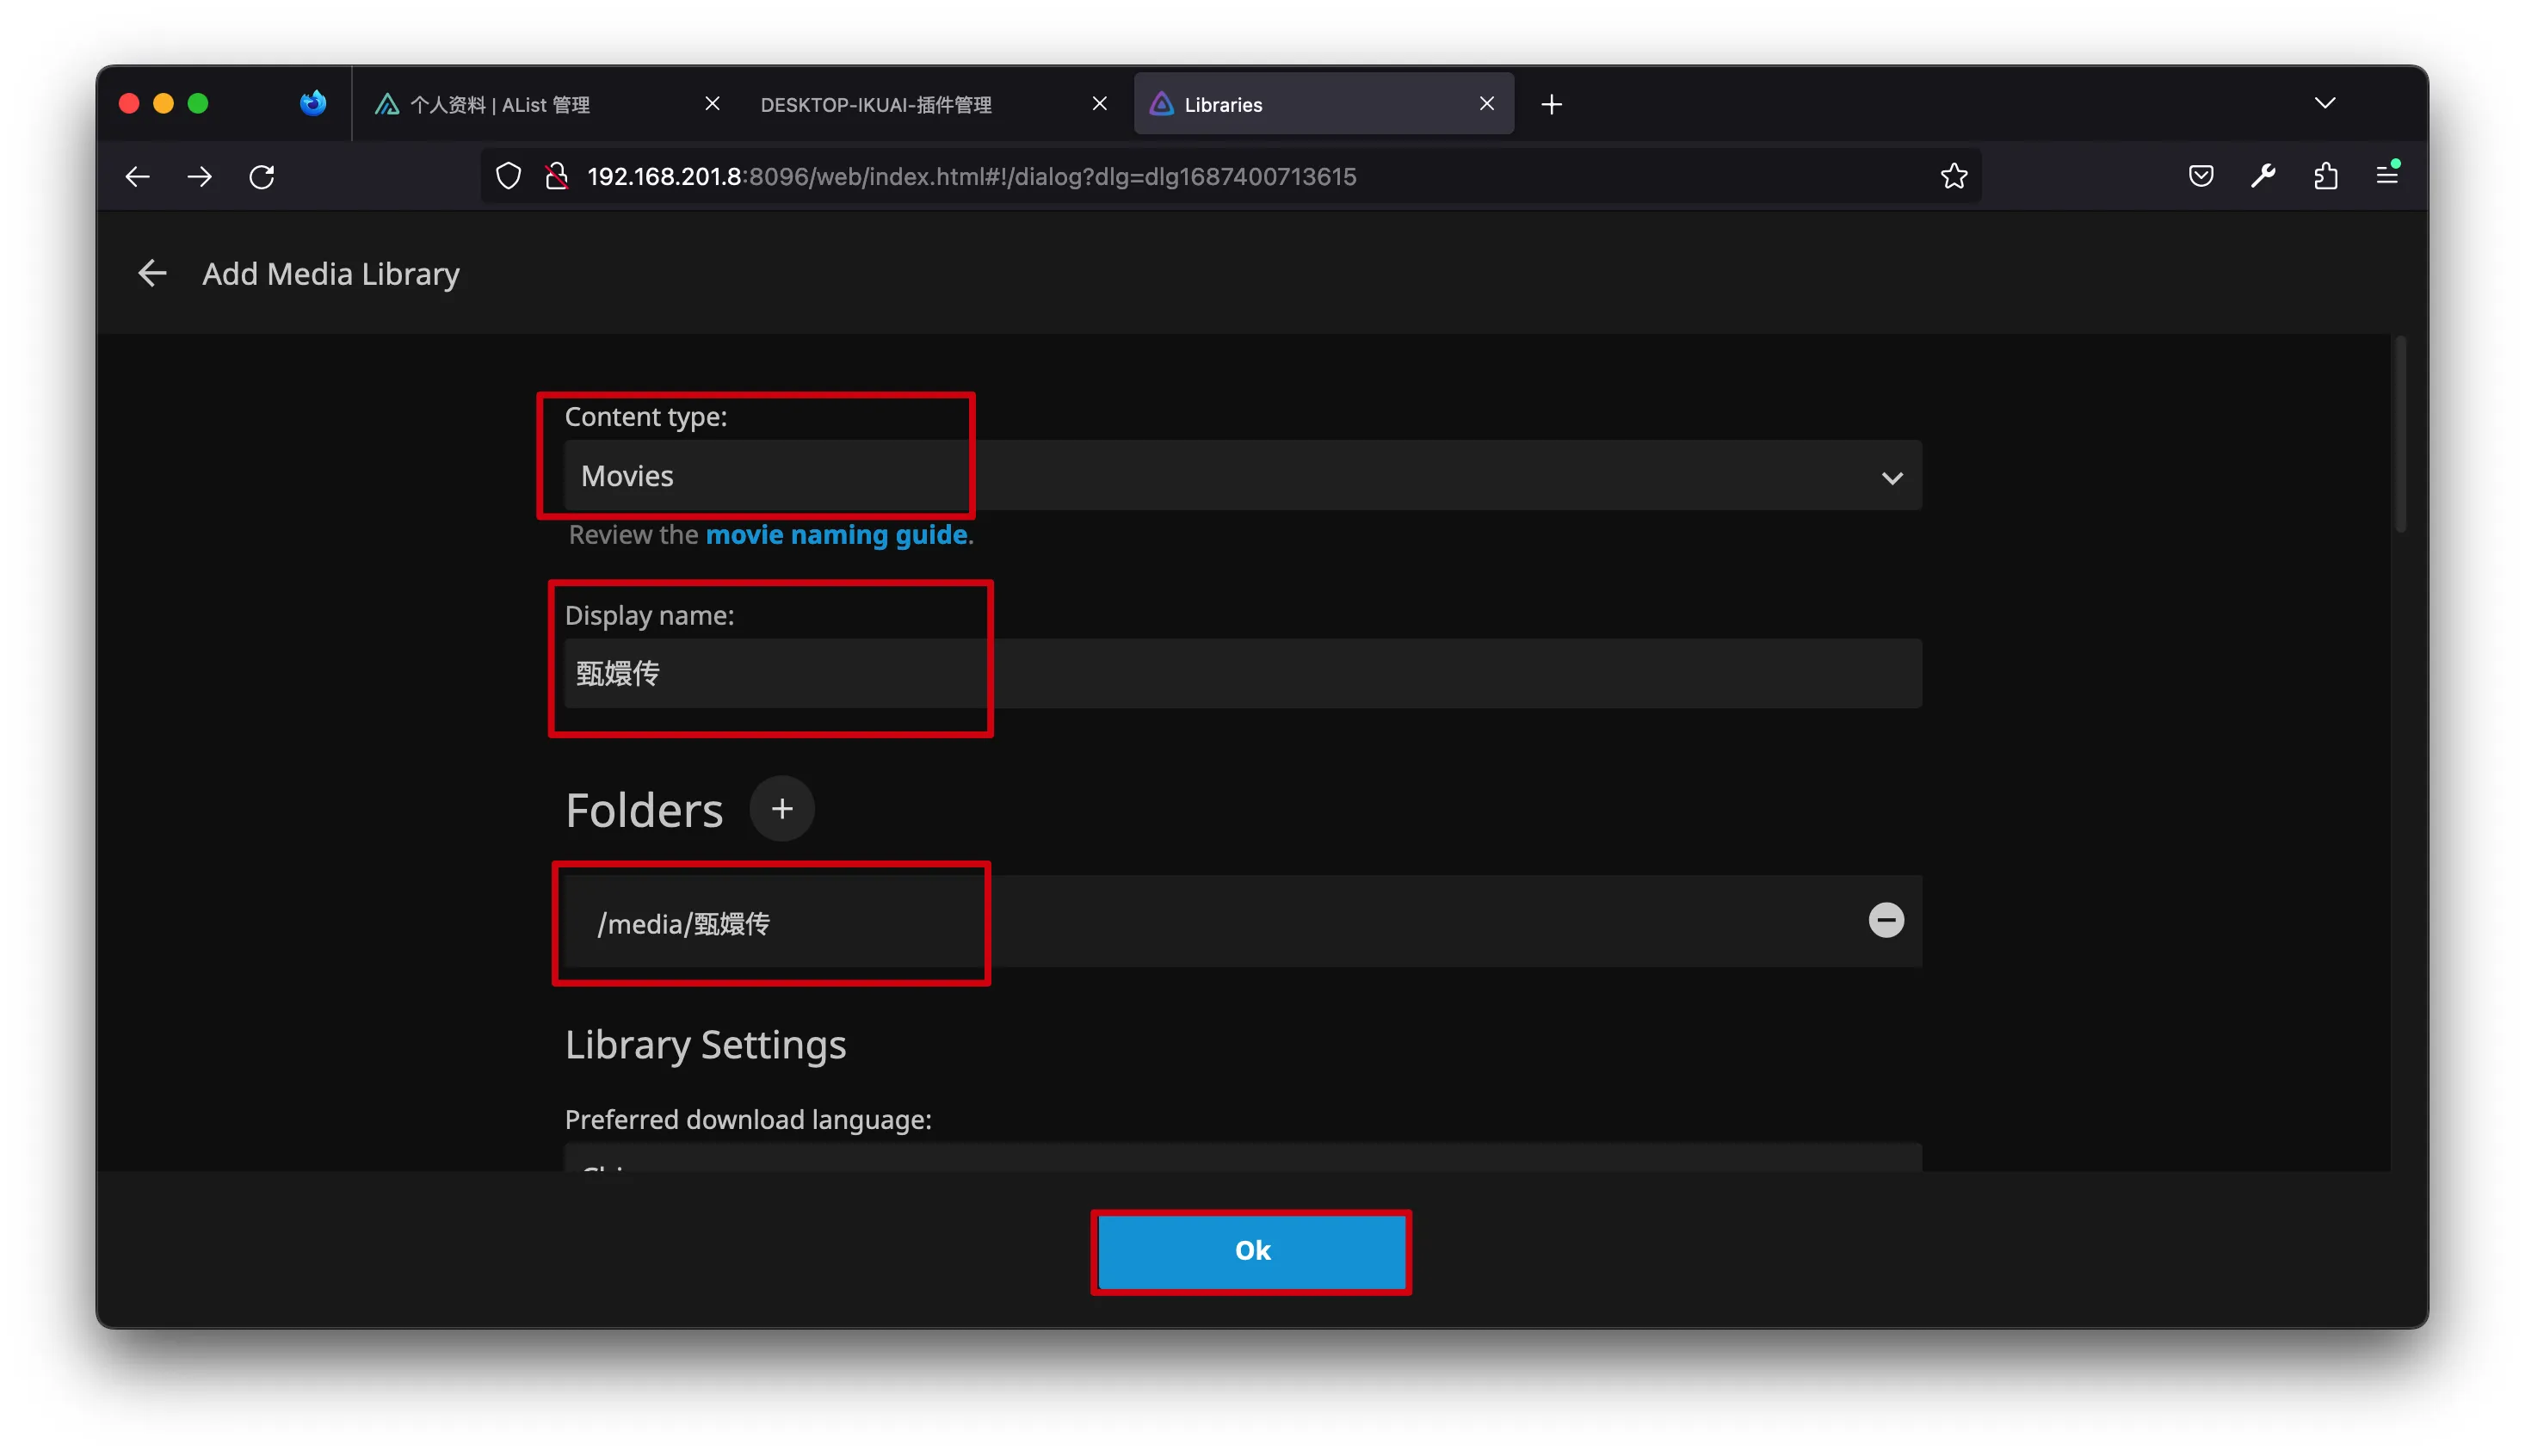 个人资料 | AList 管理
DESKTOP-IKUAI-插件管理
Libraries
192.168.201.8:8096/web/index.html#!/dialog?dlg=dlg1687400713615
Add Media Library
Content type:
Movies
Review the movie naming guide.
Display name:
甄嬛传
Folders
/media/甄嬛传
Library Settings
Preferred download language:
Ok